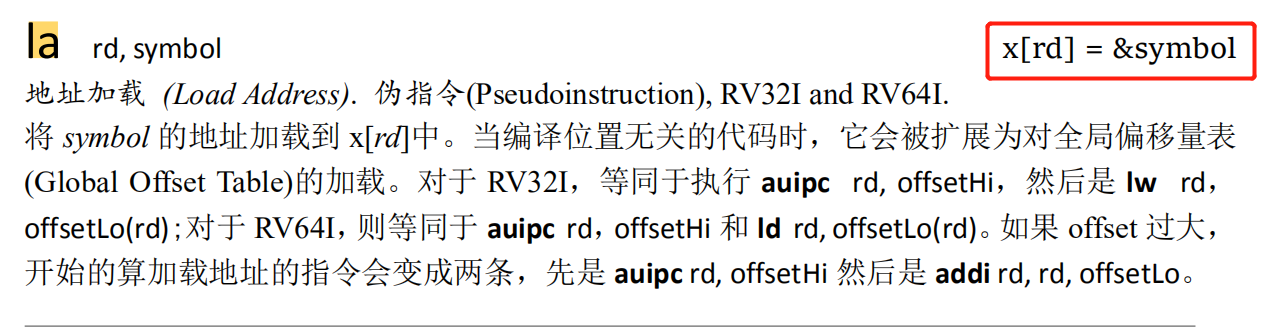 la rd, symbol x[rd] = &symbol
地址加载 (Load Address). 伪指令(Pseudoinstruction), RV32I and RV64I.
将 symbol 的地址加载到 x[rd]中。当编译位置无关的代码时，它会被扩展为对全局偏移量表
(Global Offset Table)的加载。对于 RV32I，等同于执行 auipc rd, offsetHi，然后是 lw rd，
offsetLo(rd)；对于 RV64I，则等同于 auipc rd，offsetHi 和 ld rd, offsetLo(rd)。如果 offset 过大，
开始的算加载地址的指令会变成两条，先是 auipc rd, offsetHi 然后是 addi rd, rd, offsetLo。